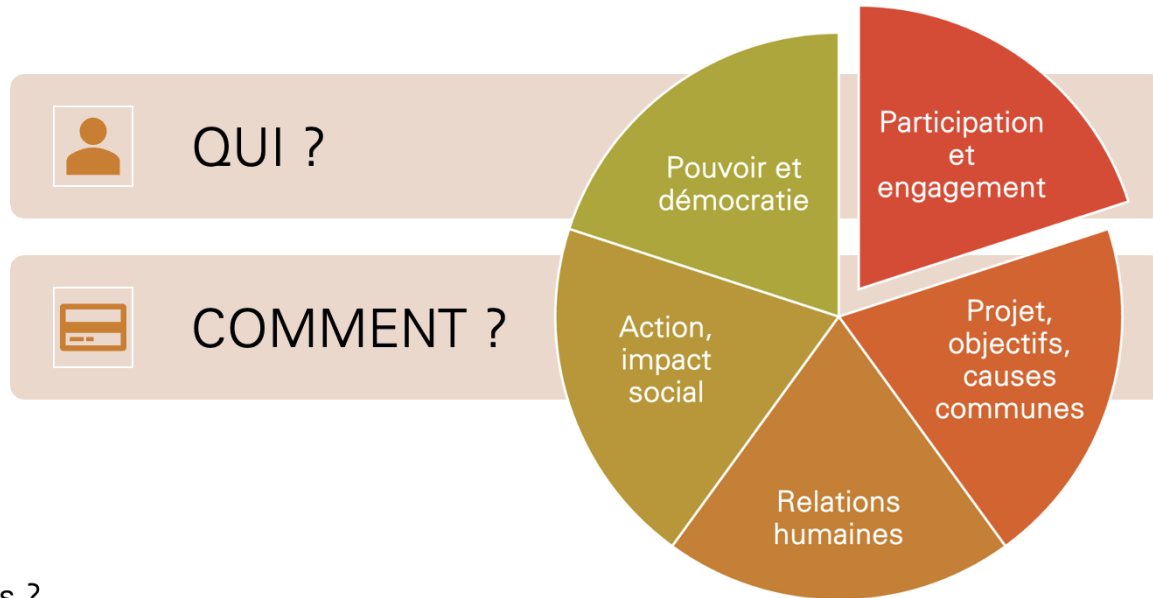 QUI ?
COMMENT ?
Participation
et
engagement
Projet,
objectifs,
causes
communes
Relations
humaines
Action,
impact
social
Pouvoir et
démocratie